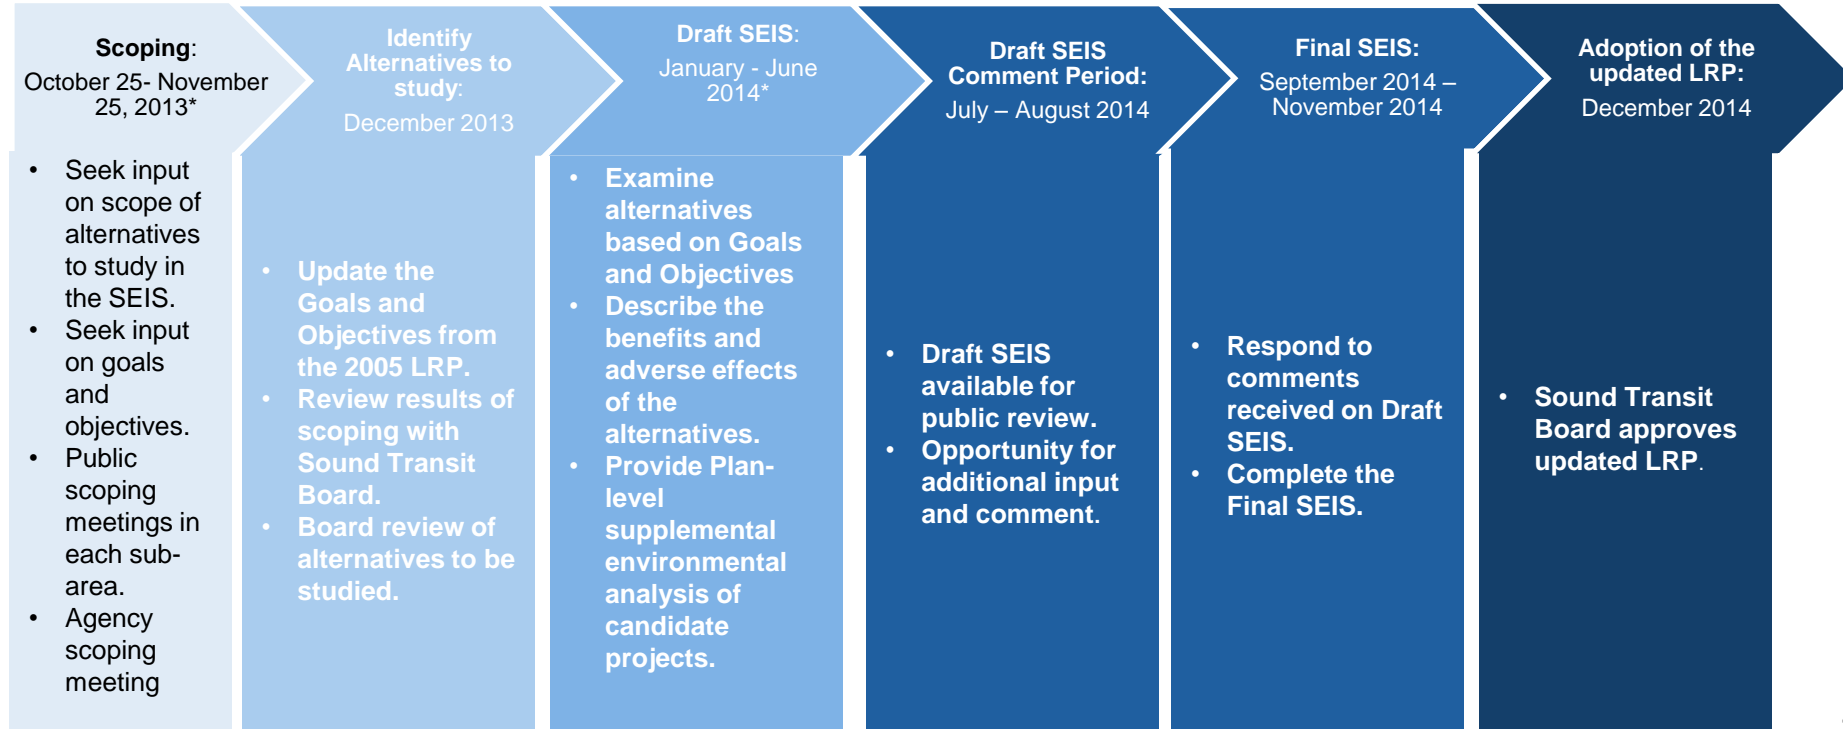 Scoping:
October 25- November
25, 2013*
• Seek input
on scope of
alternatives
to study in
the SEIS.
• Seek input
on goals
and
objectives.
• Public
scoping
meetings in
each sub-
area.
• Agency
scoping
meeting
Identify
Alternatives to
study:
December 2013
• Update the
Goals and
Objectives from
the 2005 LRP.
• Review results of
scoping with
Sound Transit
Board.
• Board review of
alternatives to be
studied.
Draft SEIS:
January - June
2014*
• Examine
alternatives
based on Goals
and Objectives
• Describe the
benefits and
adverse effects
of the
alternatives.
• Provide Plan-
level
supplemental
environmental
analysis of
candidate
projects.
Draft SEIS
Comment Period:
July – August 2014
• Draft SEIS
available for
public review.
• Opportunity for
additional input
and comment.
Final SEIS:
September 2014 –
November 2014
• Respond to
comments
received on Draft
SEIS.
• Complete the
Final SEIS.
Adoption of the
updated LRP:
December 2014
• Sound Transit
Board approves
updated LRP.